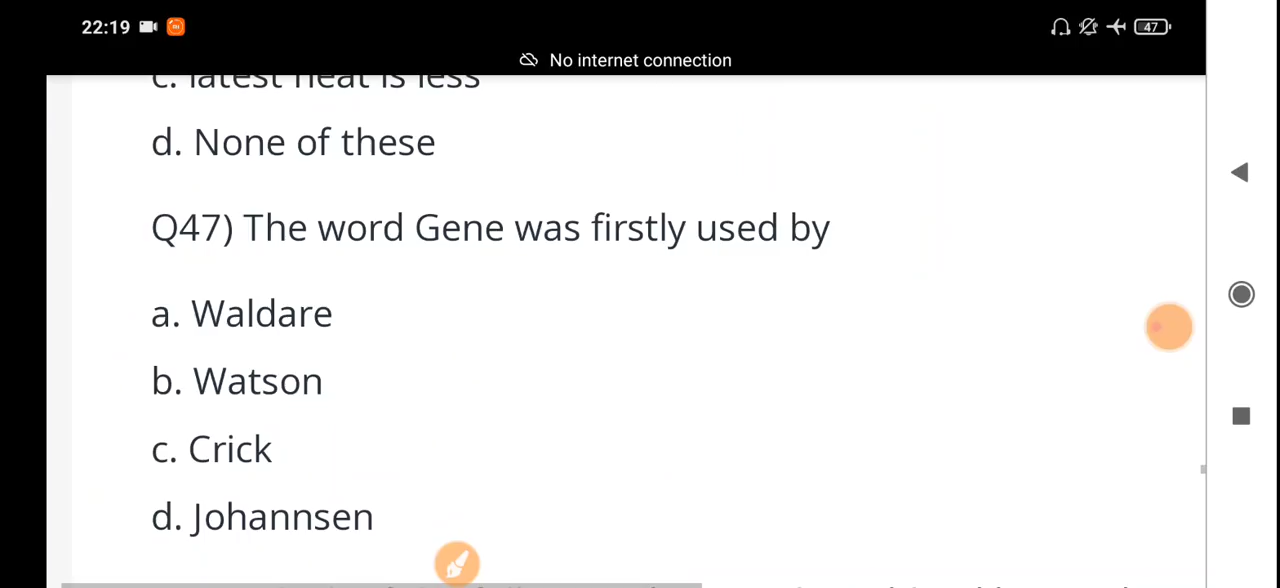 22:19
47
No internet connection
c. latest heat is less
d. None of these
Q47) The word Gene was firstly used by
a. Waldare
b. Watson
c. Crick
d. Johannsen